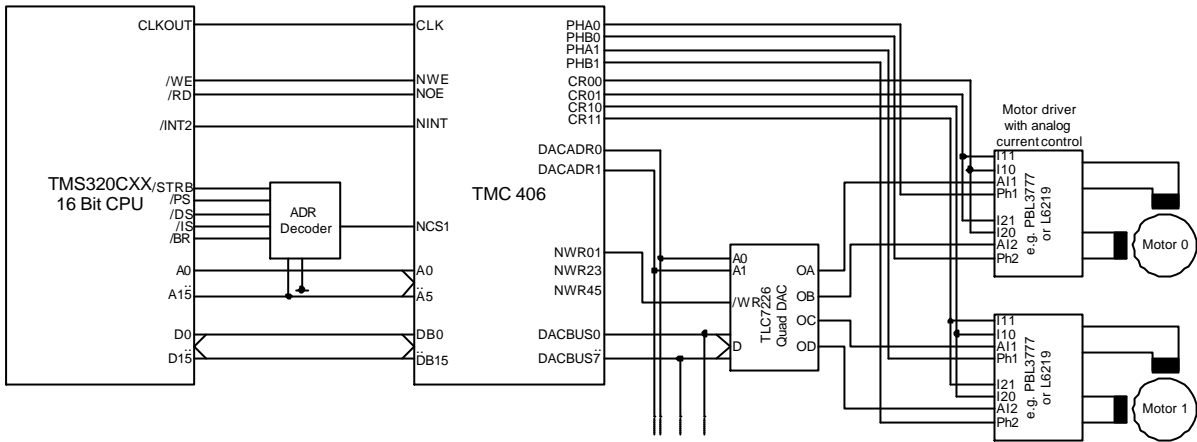 CLKOUT
/WE
/RD
/INT2
/STRB
/PS
/DS
/IS
/BR
A0
..
A15
D0
..
D15
TMS320CXX
16 Bit CPU
ADR
Decoder
CLK
NWE
NOE
NINT
NCS1
A0
..
A5
DB0
..
DB15
TMC 406
PHA0
PHB0
PHA1
PHB1
CR00
CR01
CR10
CR11
DACADR0
DACADR1
NWR01
NWR23
NWR45
DACBUS0
..
DACBUS7
A0
A1
/WR
D
TLC7226
Quad DAC
OA
OB
OC
OD
Motor driver
with analog
current control
I11
I10
AI1
Ph1
I21
I20
AI2
Ph2
e.g. PBL3777
or L6219
Motor 0
I11
I10
AI1
Ph1
I21
I20
AI2
Ph2
e.g. PBL3777
or L6219
Motor 1